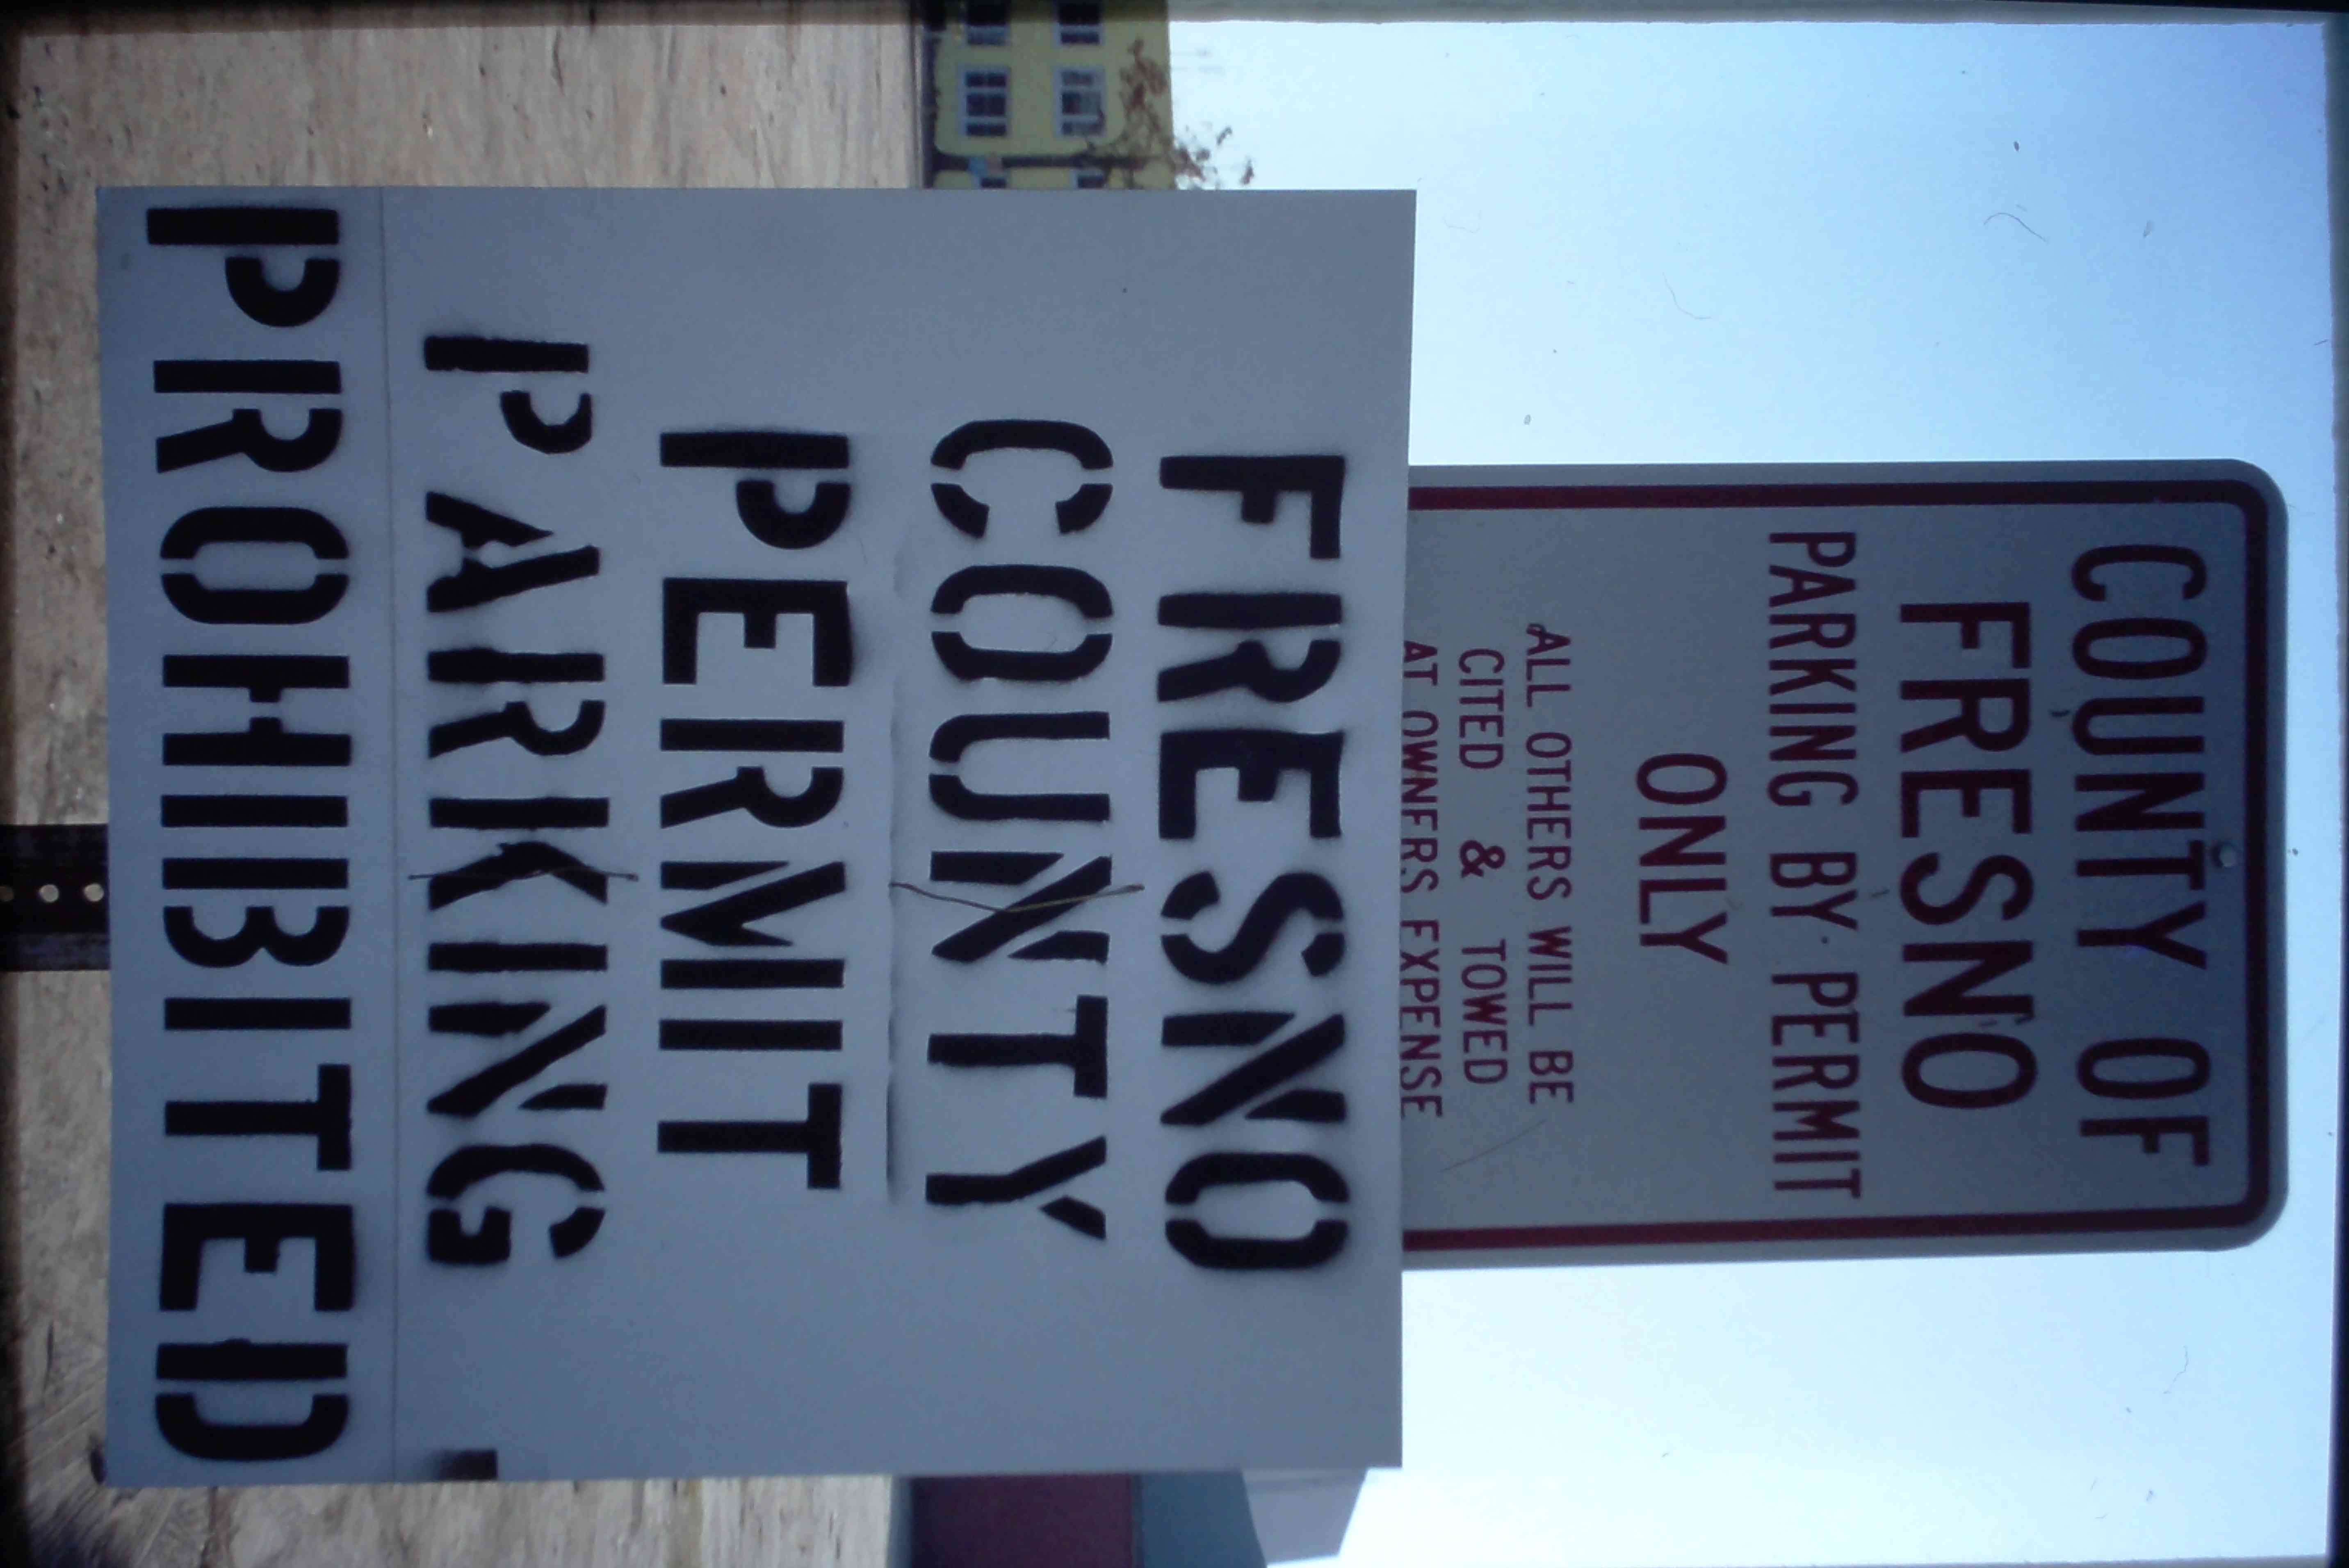 COUNTY OF
FRESNO
PARKING BY PERMIT
ONLY
ALL OTHERS WILL BE
CITED & TOWED
AT OWNERS EXPENSE
FRESNO
COUNTY
PERMIT
PARKING
PROHIBITED